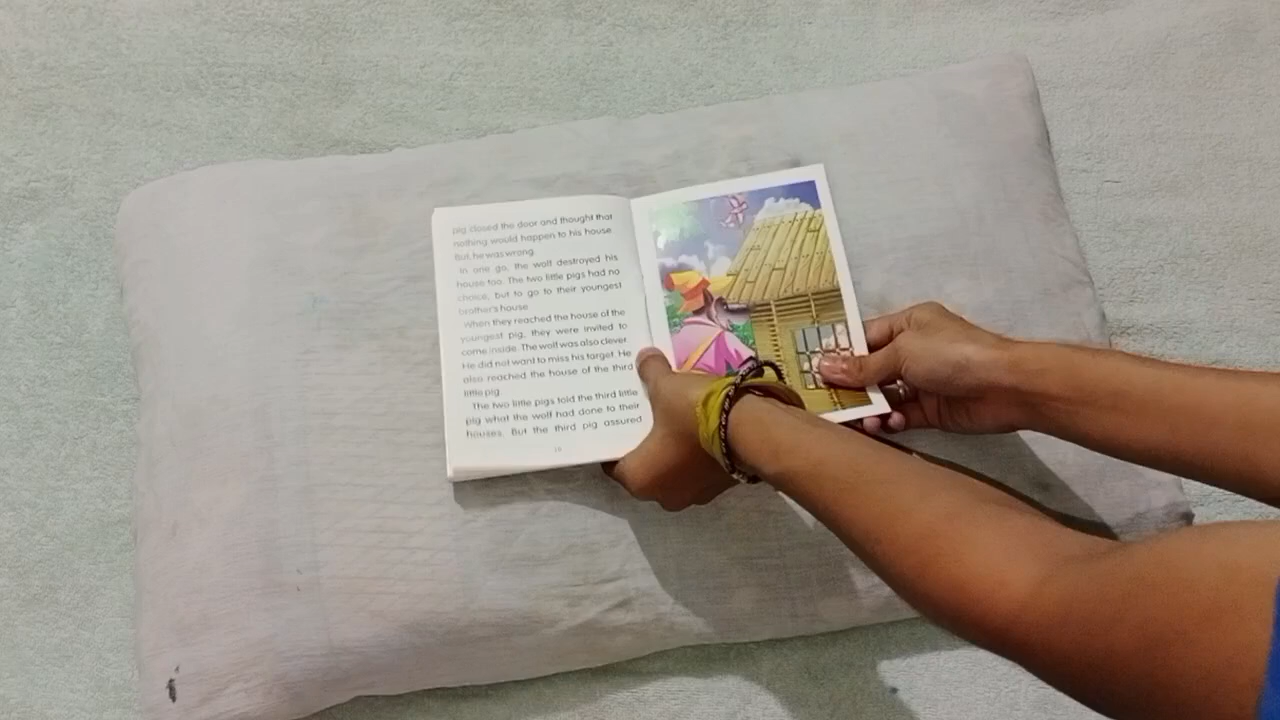 pig closed the door and thought that
nothing would happen to his house.
But, he was wrong.
In one go, the wolf destroyed his
house too. The two little pigs had no
choice, but to go to their youngest
brother's house.
When they reached the house of the
youngest pig, they were invited to
come inside. The wolf was also clever.
He did not want to miss his target. He
also reached the house of the third
little pig.
The two little pigs told the third little
pig what the wolf had done to their
houses. But the third pig assured
16